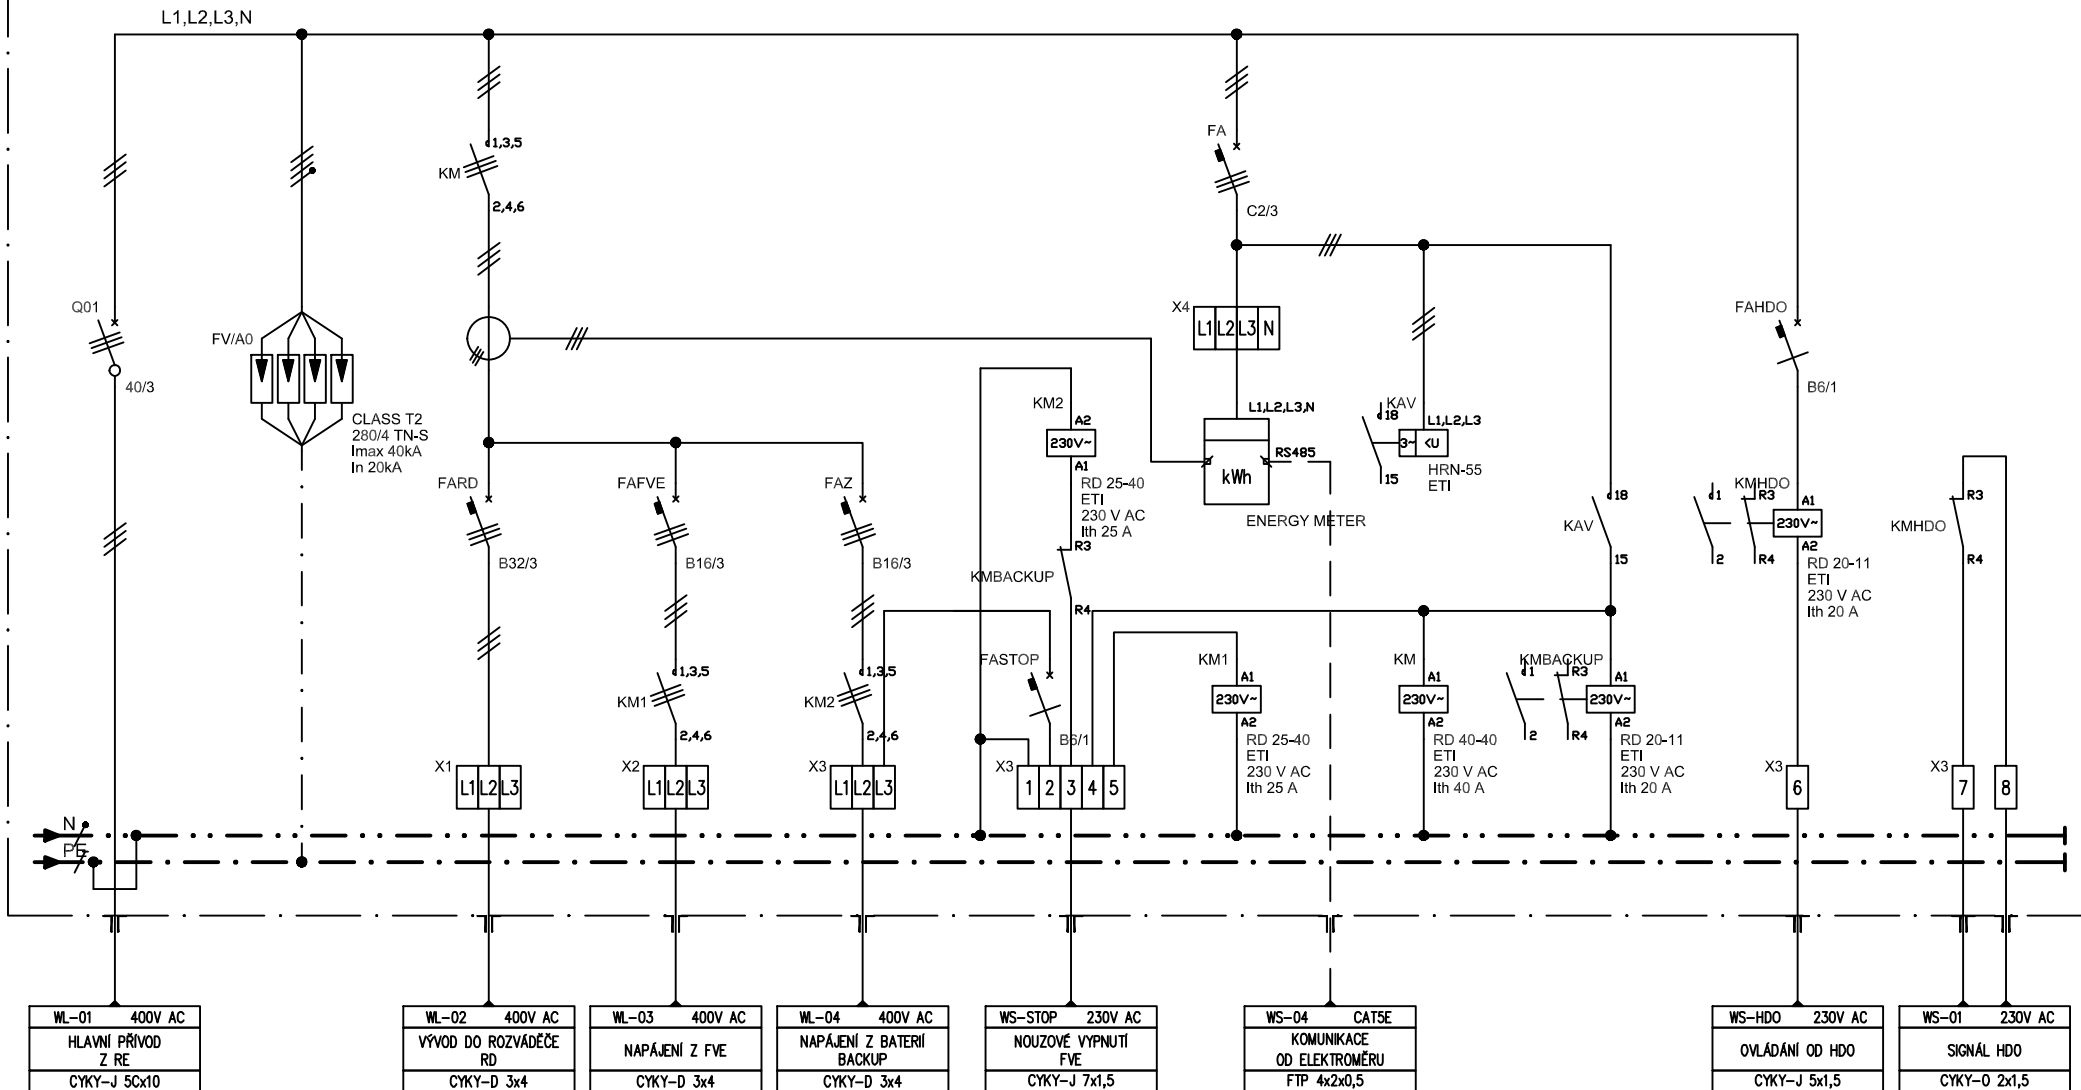 L1,L2,L3,N
1,3,5
KM
2,4,6
FA
C2/3
Q01
40/3
FV/A0
CLASS T2
280/4 TN-S
Imax 40kA
In 20kA
X4
L1 L2 L3 N
L1,L2,L3,N
kWh
RS485
ENERGY METER
KAV
18
15
L1,L2,L3
3~ <U
HRN-55
ETI
KM2
A2
230V~
A1
RD 25-40
ETI
230 V AC
Ith 25 A
KMBACKUP
R3
R4
KAV
18
15
FAHDO
B6/1
KMHDO
1
2
R3
R4
A1
230V~
A2
RD 20-11
ETI
230 V AC
Ith 20 A
KMHDO
R3
R4
FARD
B32/3
FAFVE
B16/3
FAZ
B16/3
KM1
1,3,5
2,4,6
KM2
1,3,5
2,4,6
FASTOP
B6/1
KM1
A1
230V~
A2
RD 25-40
ETI
230 V AC
Ith 25 A
KM
A1
230V~
A2
RD 40-40
ETI
230 V AC
Ith 40 A
KMBACKUP
1
2
R3
R4
A1
230V~
A2
RD 20-11
ETI
230 V AC
Ith 20 A
X1
L1 L2 L3
X2
L1 L2 L3
X3
L1 L2 L3
X3
1 2 3 4 5
X3
6
X3
7 8
N
PE
WL-01 400V AC
HLAVNÍ PŘÍVOD
Z RE
CYKY-J 5Cx10
WL-02 400V AC
VÝVOD DO ROZVÁDĚČE
RD
CYKY-D 3x4
WL-03 400V AC
NAPÁJENÍ Z FVE
CYKY-D 3x4
WL-04 400V AC
NAPÁJENÍ Z BATERIÍ
BACKUP
CYKY-D 3x4
WS-STOP 230V AC
NOUZOVÉ VYPNUTÍ
FVE
CYKY-J 7x1,5
WS-04 CAT5E
KOMUNIKACE
OD ELEKTROMĚRU
FTP 4x2x0,5
WS-HDO 230V AC
OVLÁDÁNÍ OD HDO
CYKY-J 5x1,5
WS-01 230V AC
SIGNÁL HDO
CYKY-O 2x1,5